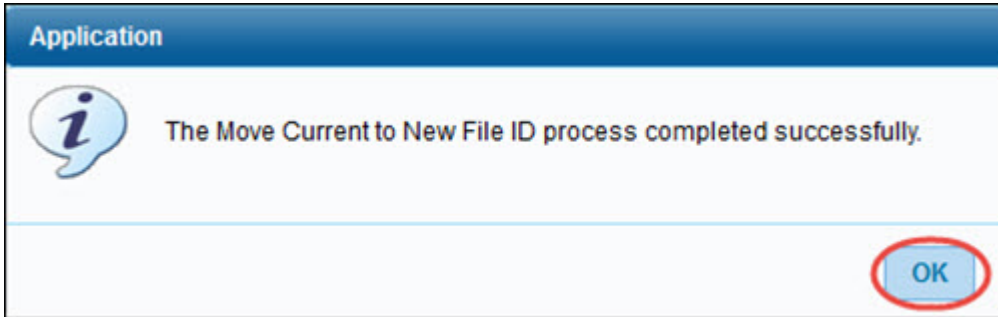 Application
The Move Current to New File ID process completed successfully.
OK